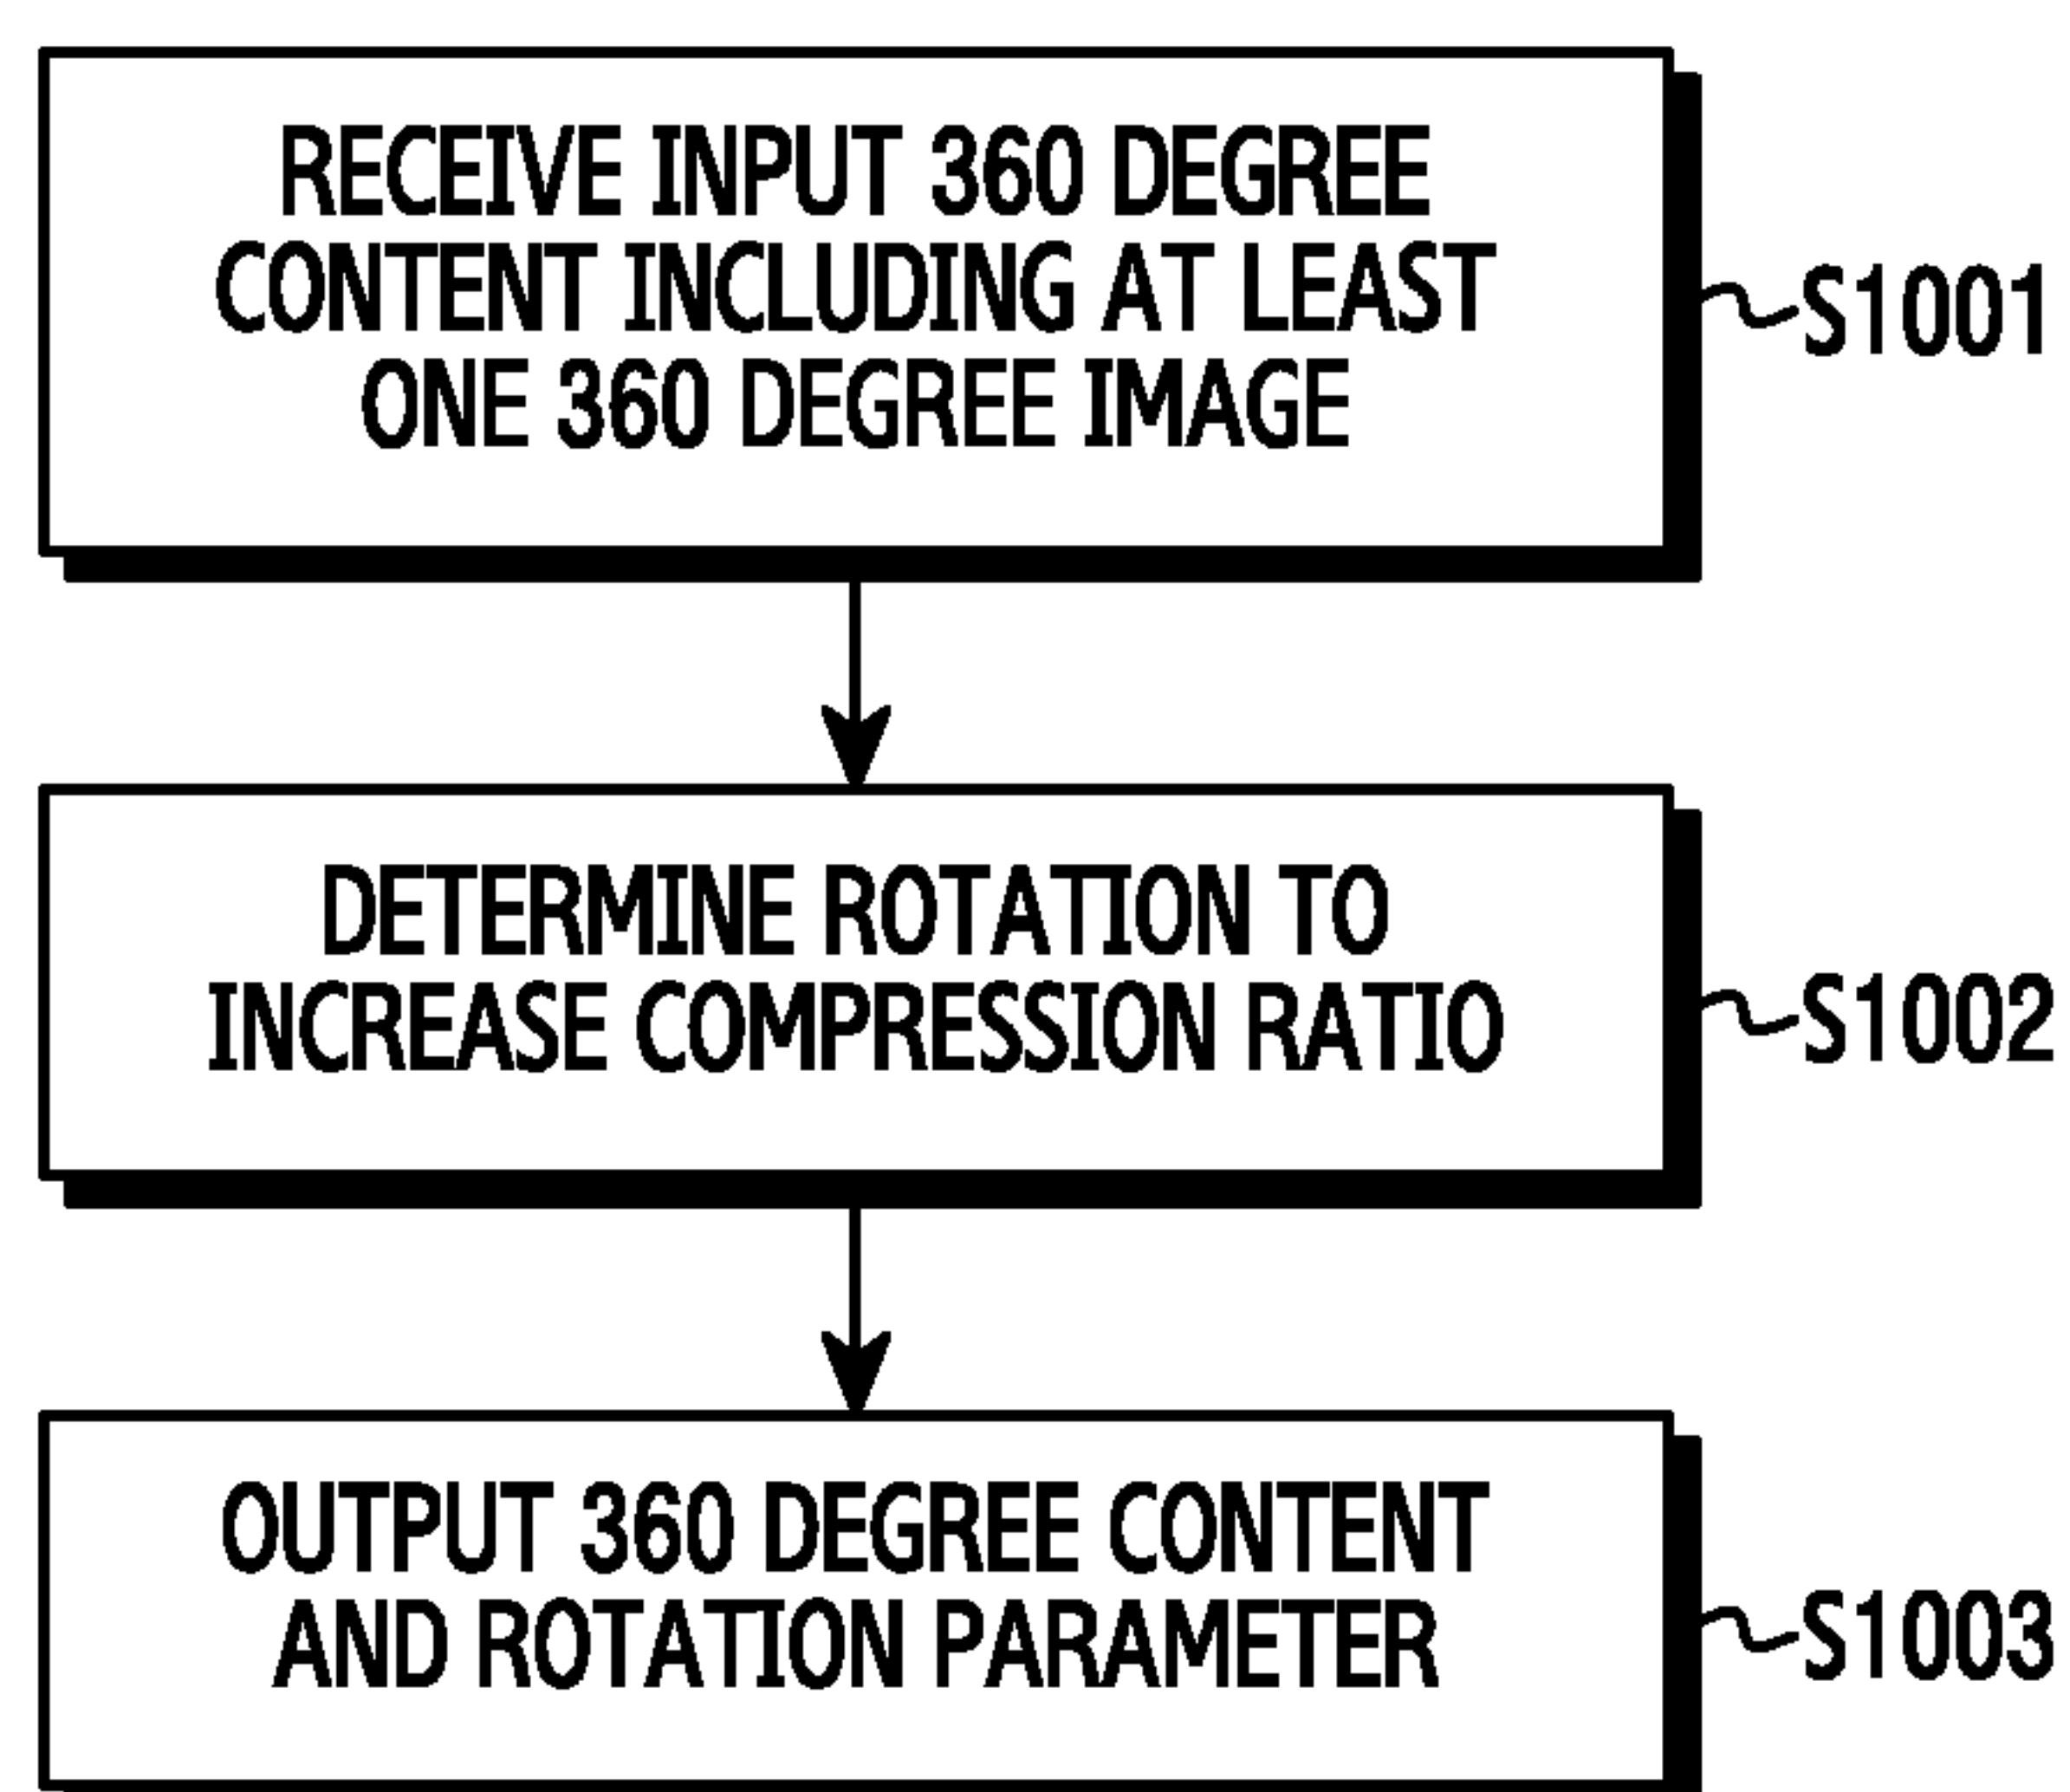 RECEIVE INPUT 360 DEGREE
CONTENT INCLUDING AT LEAST
ONE 360 DEGREE IMAGE
S1001
DETERMINE ROTATION TO
INCREASE COMPRESSION RATIO
S1002
OUTPUT 360 DEGREE CONTENT
AND ROTATION PARAMETER
S1003